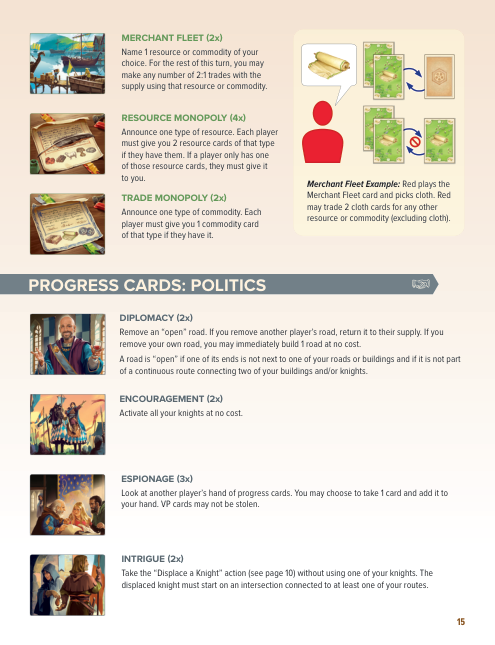 MERCHANT FLEET (2x)
Name 1 resource or commodity of your
choice. For the rest of this turn, you may
make any number of 2:1 trades with the
supply using that resource or commodity.
RESOURCE MONOPOLY (4x)
Announce one type of resource. Each player
must give you 2 resource cards of that type
if they have them. If a player only has one
of those resource cards, they must give it
to you.
TRADE MONOPOLY (2x)
Announce one type of commodity. Each
player must give you 1 commodity card
of that type if they have it.
Merchant Fleet Example: Red plays the
Merchant Fleet card and picks cloth. Red
may trade 2 cloth cards for any other
resource or commodity (excluding cloth).
PROGRESS CARDS: POLITICS
DIPLOMACY (2x)
Remove an “open” road. If you remove another player’s road, return it to their supply. If you
remove your own road, you may immediately build 1 road at no cost.
A road is “open” if one of its ends is not next to one of your roads or buildings and if it is not part
of a continuous route connecting two of your buildings and/or knights.
ENCOURAGEMENT (2x)
Activate all your knights at no cost.
ESPIONAGE (3x)
Look at another player’s hand of progress cards. You may choose to take 1 card and add it to
your hand. VP cards may not be stolen.
INTRIGUE (2x)
Take the “Displace a Knight” action (see page 10) without using one of your knights. The
displaced knight must start on an intersection connected to at least one of your routes.
15